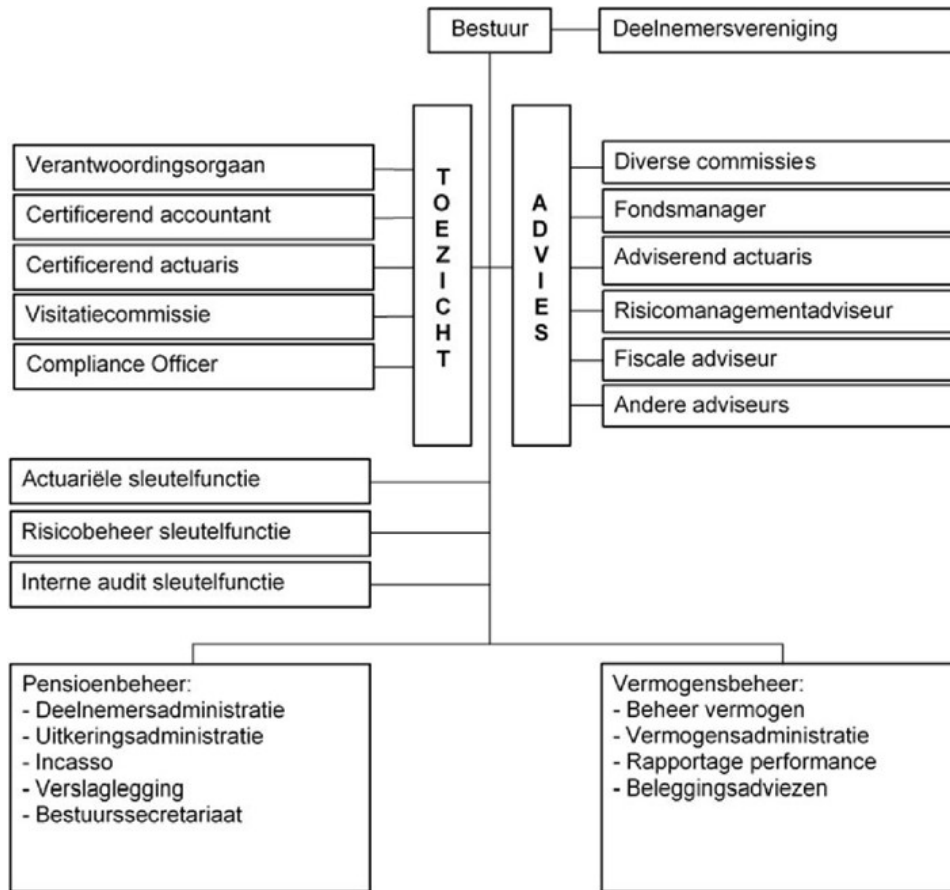 Bestuur
Deelnemersvereniging
TOEZICHT
Verantwoordingsorgaan
Certificerend accountant
Certificerend actuaris
Visitatiecommissie
Compliance Officer
ADVIES
Diverse commissies
Fondsmanager
Adviserend actuaris
Risicomanagementadviseur
Fiscale adviseur
Andere adviseurs
Actuariële sleutelfunctie
Risicobeheer sleutelfunctie
Interne audit sleutelfunctie
Pensioenbeheer:
- Deelnemersadministratie
- Uitkeringsadministratie
- Incasso
- Verslaglegging
- Bestuurssecretariaat
Vermogensbeheer:
- Beheer vermogen
- Vermogensadministratie
- Rapportage performance
- Beleggingsadviezen